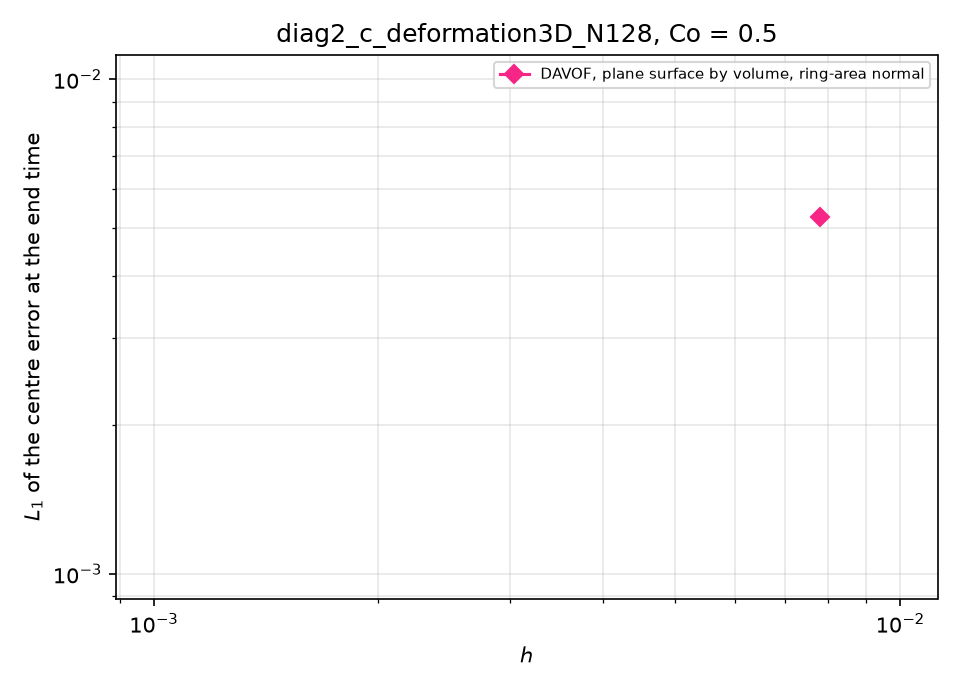 diag2_c_deformation3D_N128, Co = 0.5
DAVOF, plane surface by volume, ring-area normal
L₁ of the centre error at the end time
10⁻²
10⁻³
10⁻³
10⁻²
h